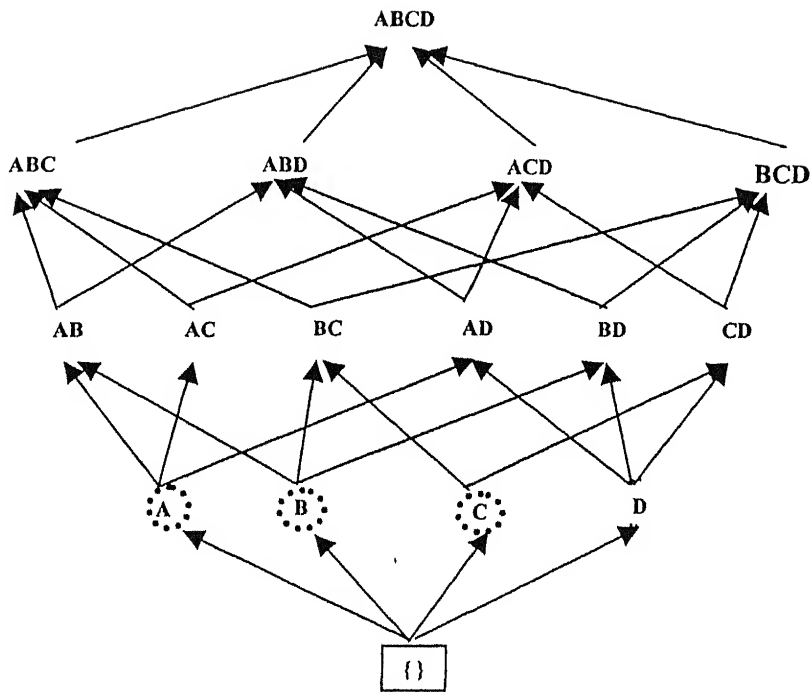 ABCD
ABC ABD ACD BCD
AB AC BC AD BD CD
A B C D
{ }